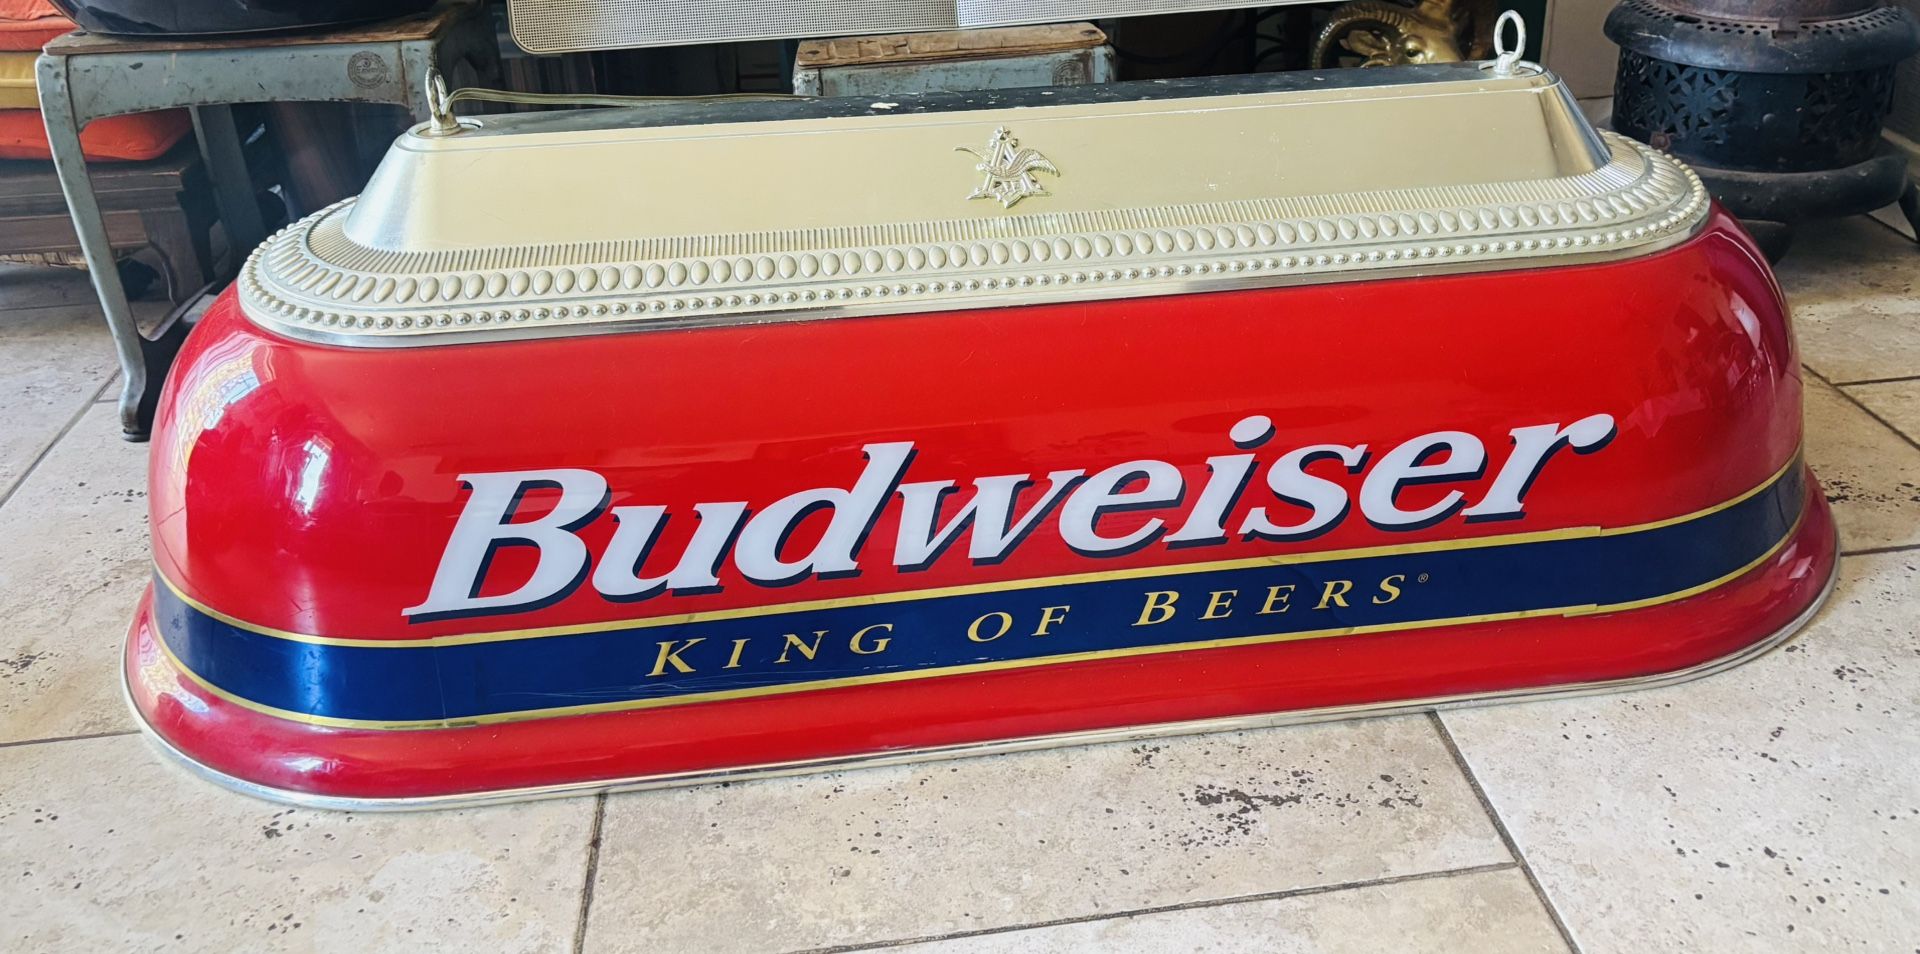 Budweiser
KING OF BEERS®